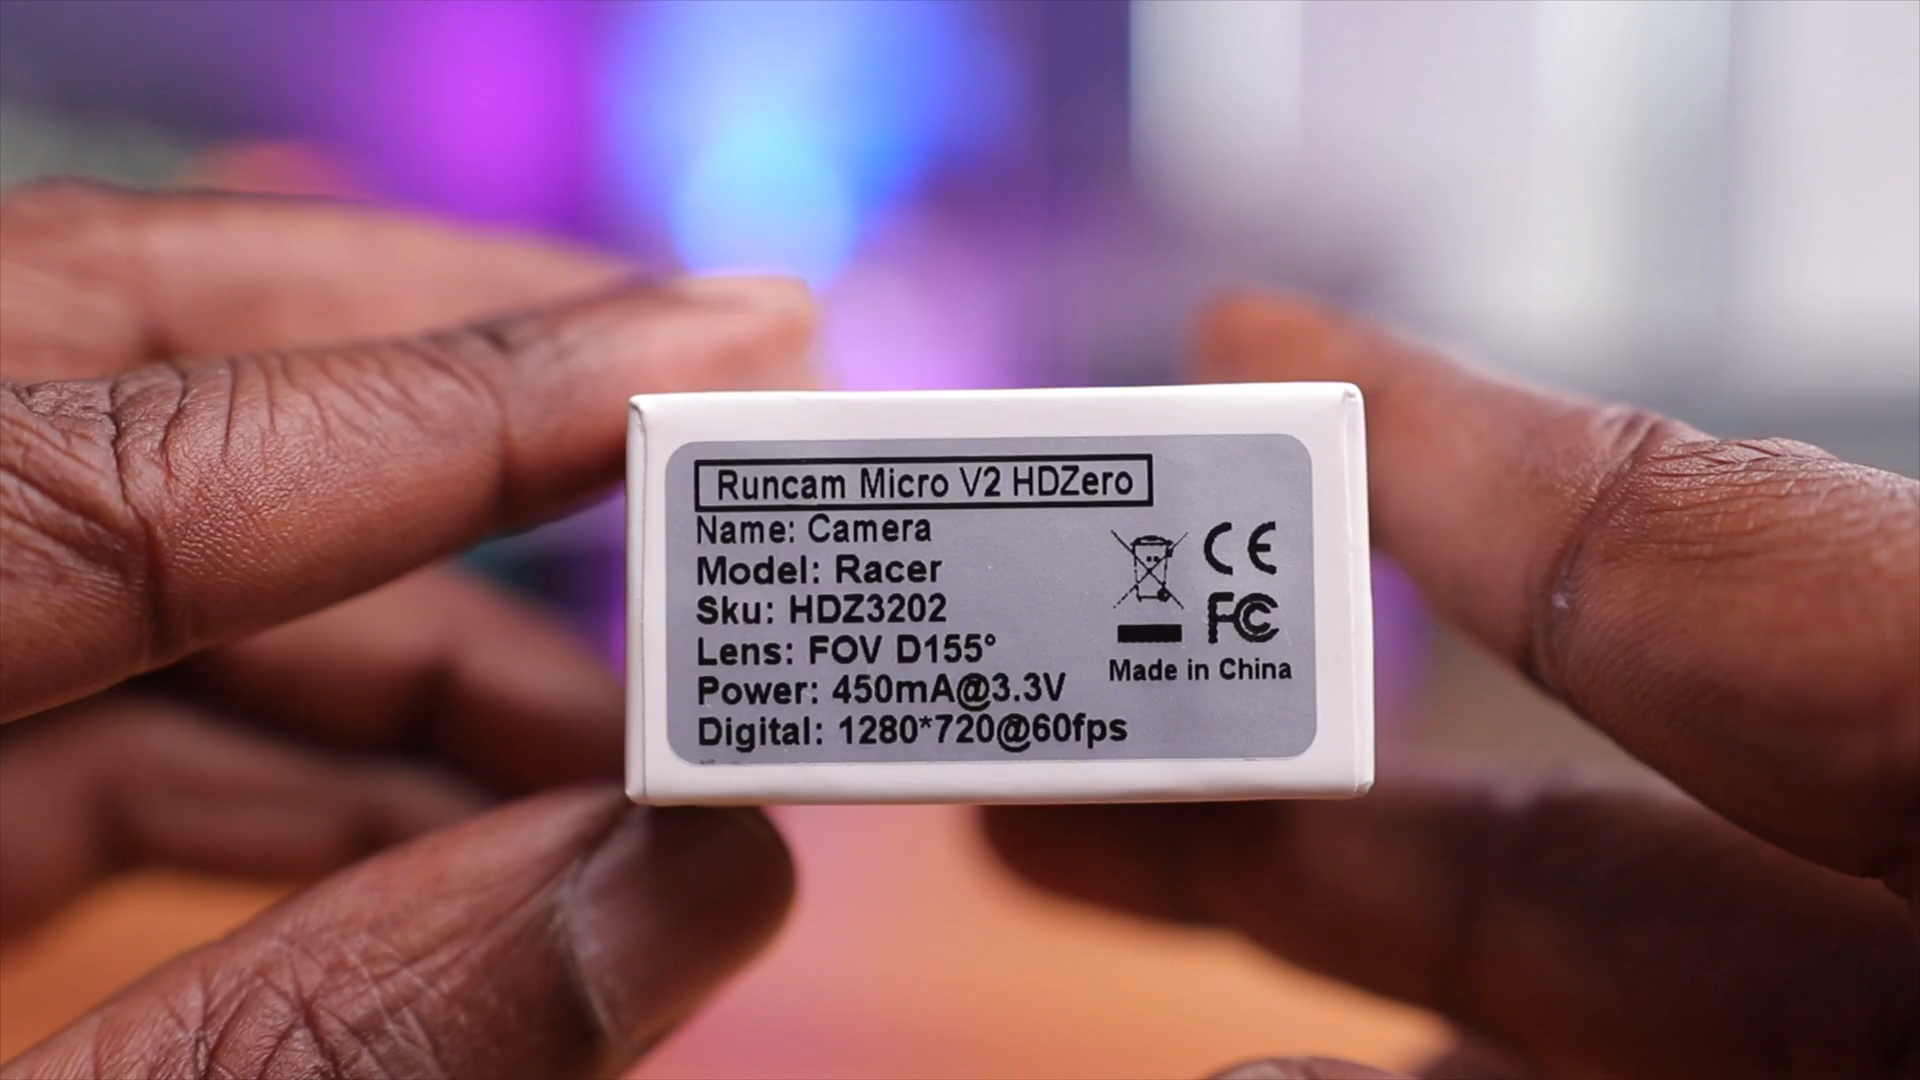 Runcam Micro V2 HDZero
Name: Camera
Model: Racer
Sku: HDZ3202
Lens: FOV D155°
Power: 450mA@3.3V
Digital: 1280*720@60fps
CE
FC
Made in China